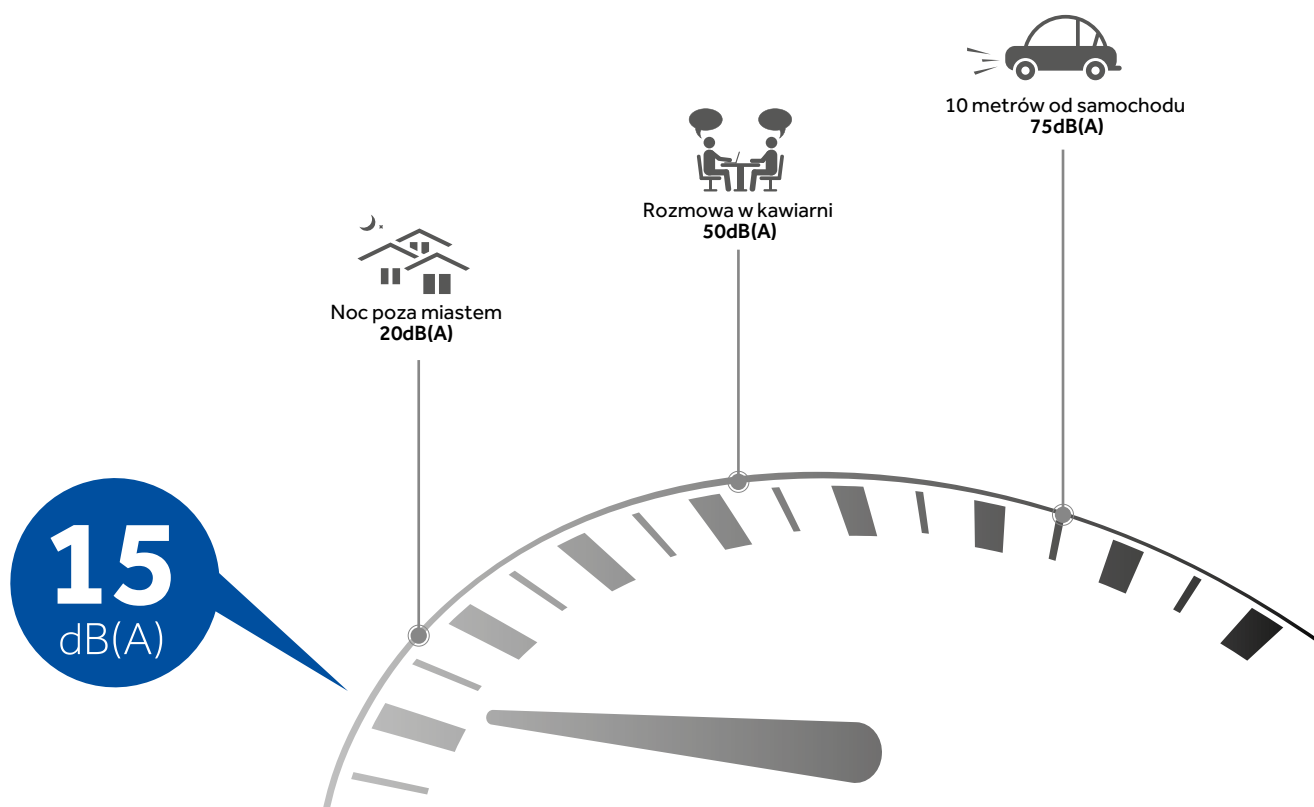 10 metrów od samochodu
75dB(A)
Rozmowa w kawiarni
50dB(A)
Noc poza miastem
20dB(A)
15
dB(A)